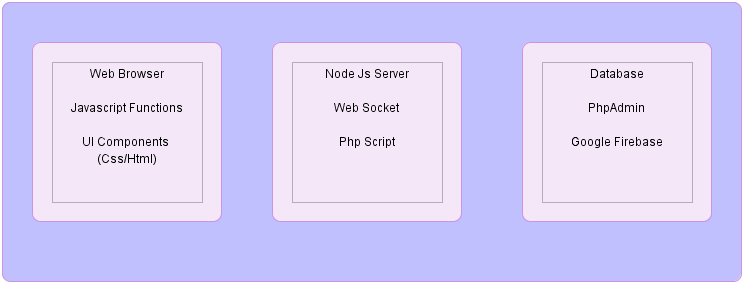 Web Browser
Javascript Functions
UI Components
(Css/Html)
Node Js Server
Web Socket
Php Script
Database
PhpAdmin
Google Firebase